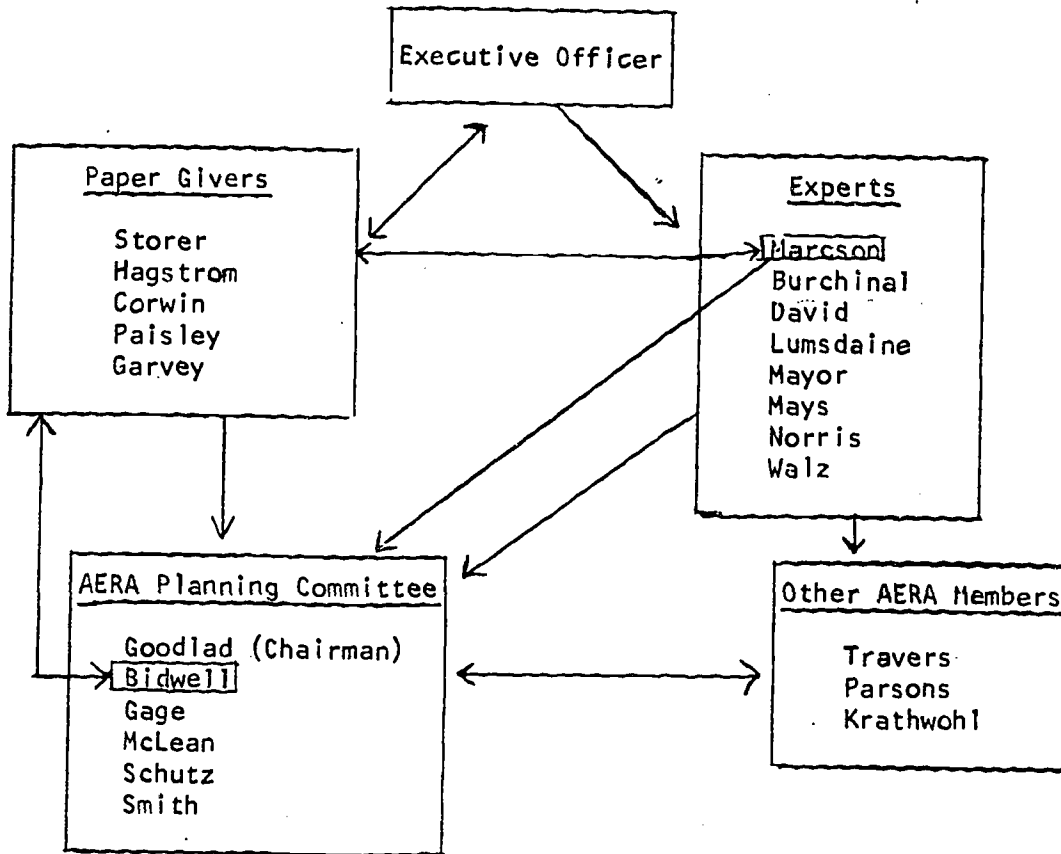 Executive Officer
Paper Givers
Storer
Hagstrom
Corwin
Paisley
Garvey
Experts
Marcson
Burchinal
David
Lumsdaine
Mayor
Mays
Norris
Walz
AERA Planning Committee
Goodlad (Chairman)
Bidwell
Gage
McLean
Schutz
Smith
Other AERA Members
Travers
Parsons
Krathwohl